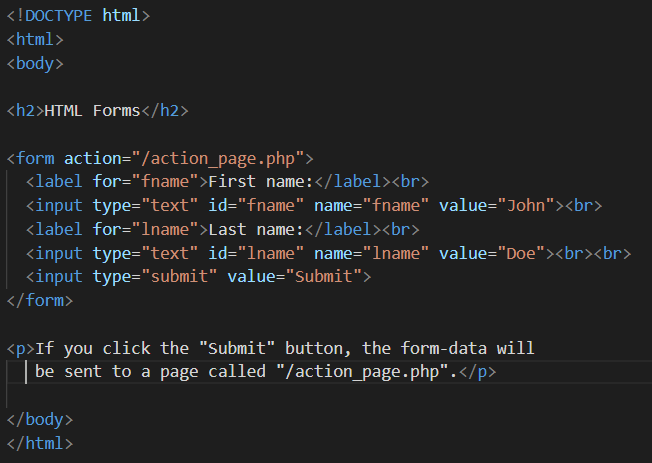 <!DOCTYPE html>
<html>
<body>
<h2>HTML Forms</h2>
<form action="/action_page.php">
<label for="fname">First name:</label><br>
<input type="text" id="fname" name="fname" value="John"><br>
<label for="lname">Last name:</label><br>
<input type="text" id="lname" name="lname" value="Doe"><br><br>
<input type="submit" value="Submit">
</form>
<p>If you click the "Submit" button, the form-data will
be sent to a page called "/action_page.php".</p>
</body>
</html>